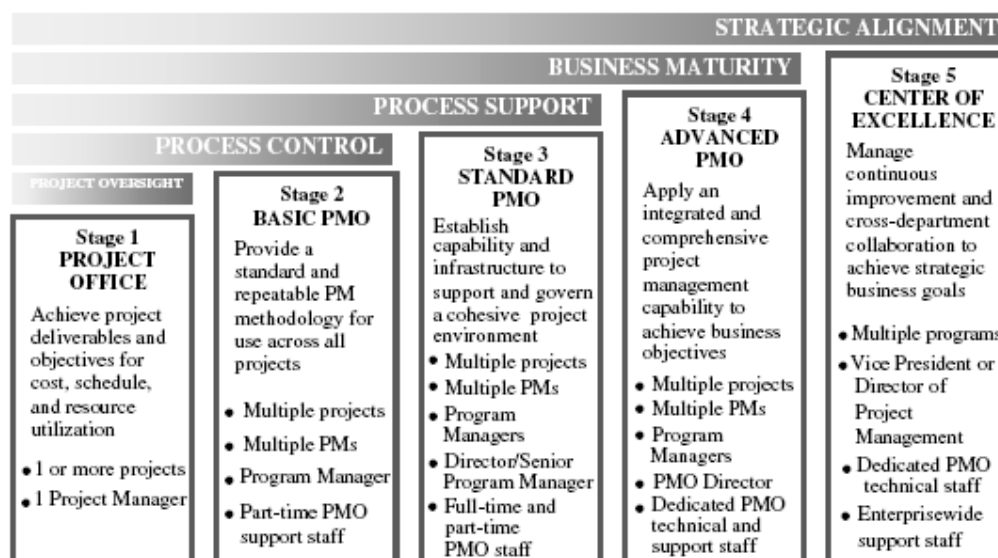 STRATEGIC ALIGNMENT
BUSINESS MATURITY
PROCESS SUPPORT
PROCESS CONTROL
PROJECT OVERSIGHT
Stage 1
PROJECT
OFFICE
Achieve project
deliverables and
objectives for
cost, schedule,
and resource
utilization
• 1 or more projects
• 1 Project Manager
Stage 2
BASIC PMO
Provide a
standard and
repeatable PM
methodology for
use across all
projects
• Multiple projects
• Multiple PMs
• Program Manager
• Part-time PMO
support staff
Stage 3
STANDARD
PMO
Establish
capability and
infrastructure to
support and govern
a cohesive project
environment
• Multiple projects
• Multiple PMs
• Program
Managers
• Director/Senior
Program Manager
• Full-time and
part-time
PMO staff
Stage 4
ADVANCED
PMO
Apply an
integrated and
comprehensive
project
management
capability to
achieve business
objectives
• Multiple projects
• Multiple PMs
• Program
Managers
• PMO Director
• Dedicated PMO
technical and
support staff
Stage 5
CENTER OF
EXCELLENCE
Manage
continuous
improvement and
cross-department
collaboration to
achieve strategic
business goals
• Multiple programs
• Vice President or
Director of
Project
Management
• Dedicated PMO
technical staff
• Enterprisewide
support staff